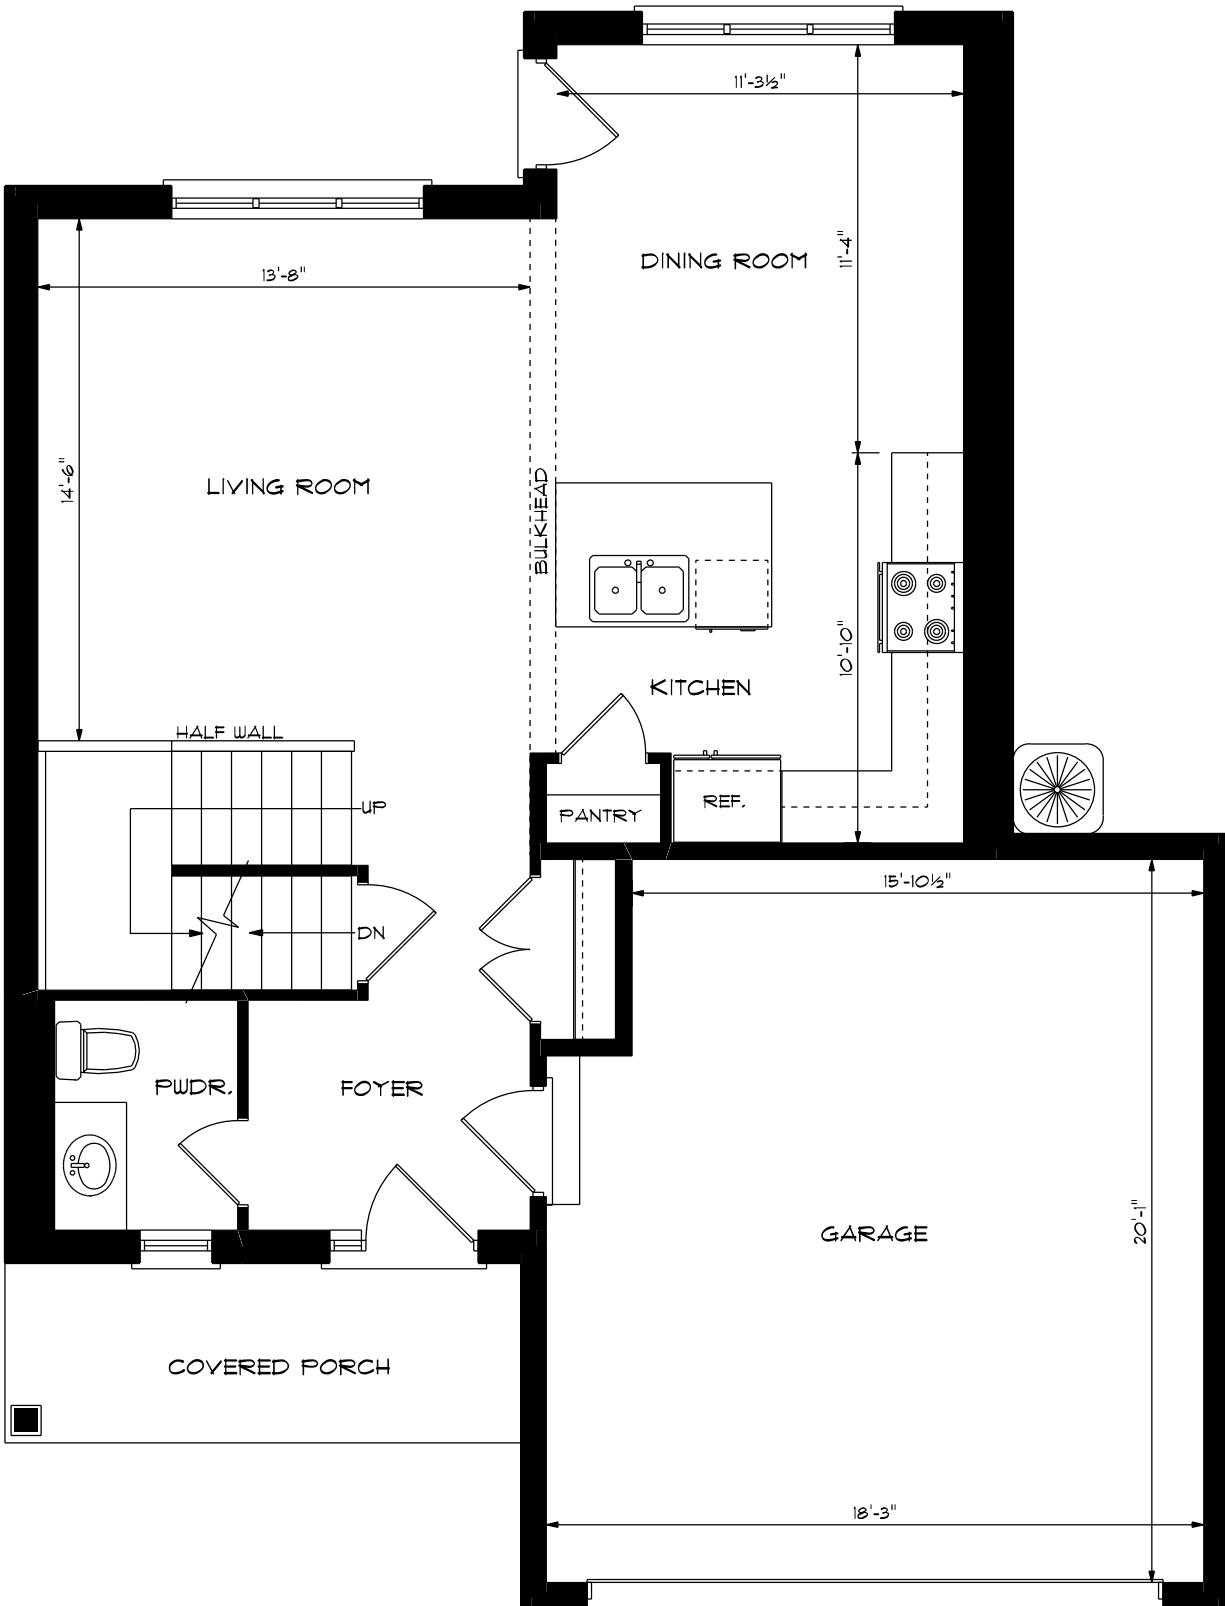 11'-3½"
DINING ROOM
11'-4"
13'-8"
LIVING ROOM
14'-6"
BULKHEAD
10'-10"
KITCHEN
HALF WALL
UP
PANTRY
REF.
15'-10½"
DN
PWDR.
FOYER
GARAGE
20'-1"
COVERED PORCH
18'-3"